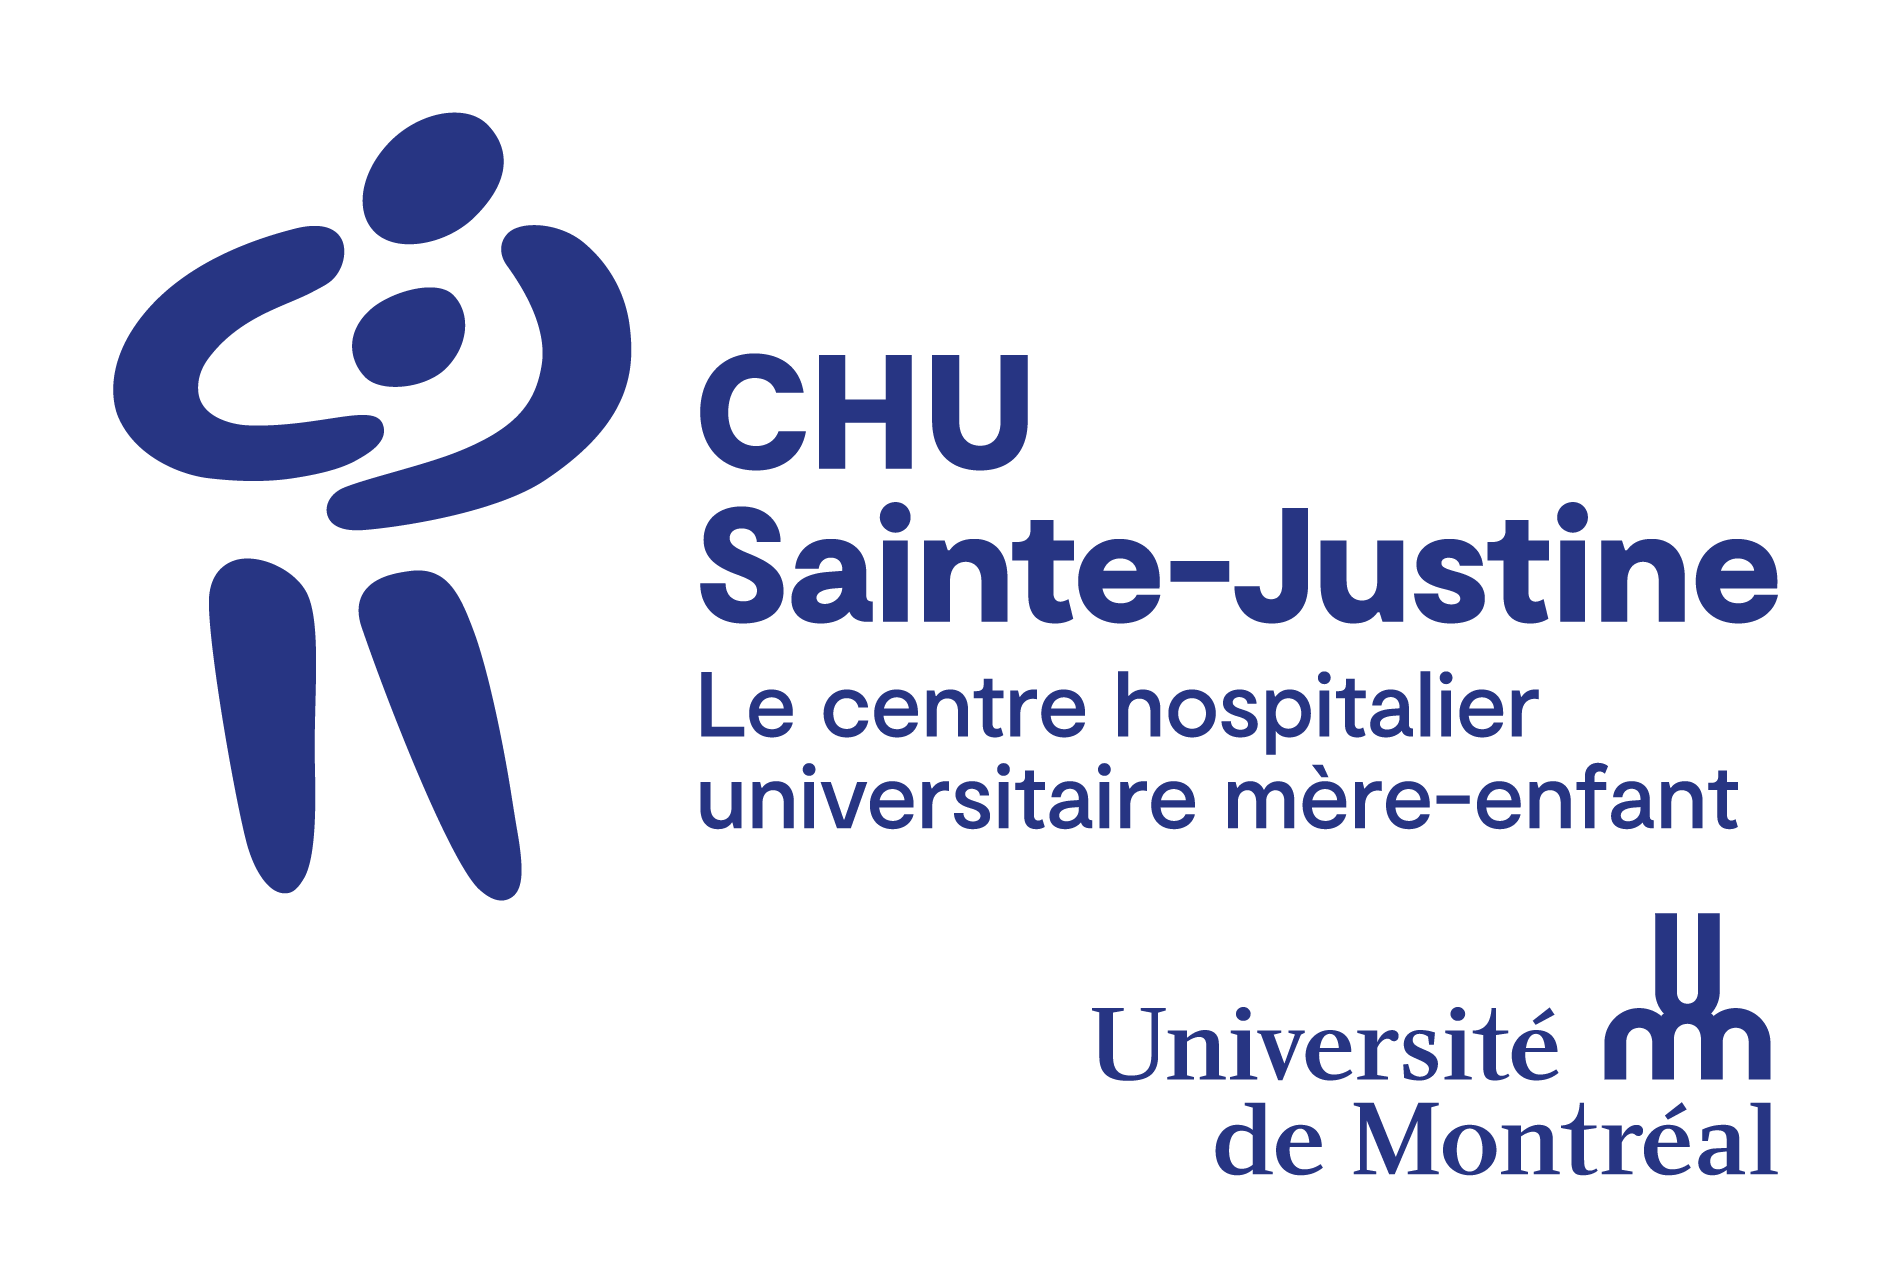 CHU
Sainte-Justine
Le centre hospitalier
universitaire mère-enfant
Université
de Montréal